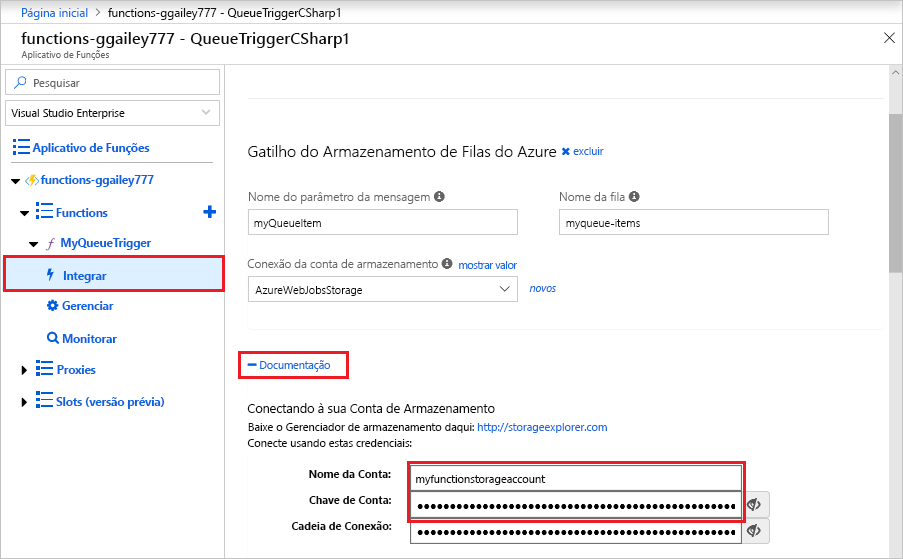 Página inicial > functions-ggailey777 - QueueTriggerCSharp1
functions-ggailey777 - QueueTriggerCSharp1
Aplicativo de Funções
Pesquisar
Visual Studio Enterprise
Aplicativo de Funções
functions-ggailey777
Functions
MyQueueTrigger
Integrar
Gerenciar
Monitorar
Proxies
Slots (versão prévia)
Gatilho do Armazenamento de Filas do Azure excluir
Nome do parâmetro da mensagem
myQueueItem
Nome da fila
myqueue-items
Conexão da conta de armazenamento mostrar valor
AzureWebJobsStorage
novos
Documentação
Conectando à sua Conta de Armazenamento
Baixe o Gerenciador de armazenamento daqui: http://storageexplorer.com
Conecte usando estas credenciais:
Nome da Conta: myfunctionstorageaccount
Chave de Conta:
Cadeia de Conexão: